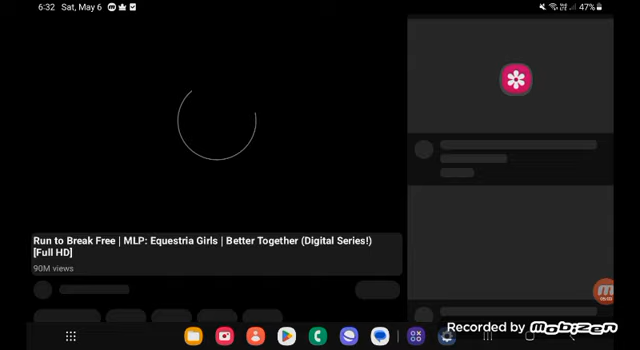 6:32 Sat, May 6 47%
Run to Break Free | MLP: Equestria Girls | Better Together (Digital Series!)
[Full HD]
90M views
Recorded by mobizen